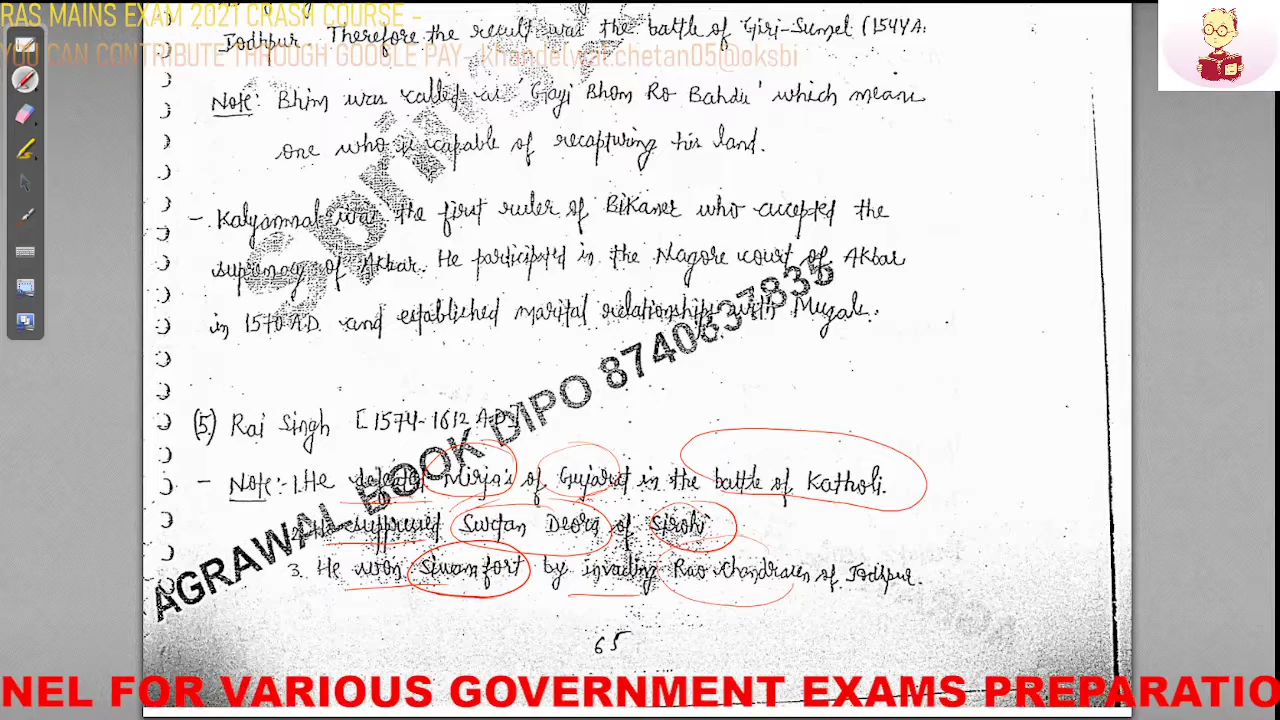 RAS MAINS EXAM 2021 CRASH COURSE -
YOU CAN CONTRIBUTE THROUGH GOOGLE PAY - khandelwal.chetan05@oksbi
Jodhpur Therefore the result was the battle of Giri-Sumel (1544 A.
Note: Bhim was called as 'Gayi Bhom Ro Bahdu' which means
one who is capable of recapturing his land.
- Kalyanmal was the first ruler of Bikaner who accepted the
supremacy of Akbar. He participated in the Nagore court of Akbar
in 1570 A.D. and established marital relationships with Mugals.
AGRAWAL BOOK DIPO 8740637835
(5) Rai Singh [1574-1612 A.D]
- Note:- 1. He defeated Mirja's of Gujarat in the battle of Katholi.
2. He suppressed Surtan Deora of Sirohi
3. He won Siwan fort by invading Rao Chandrasen of Jodhpur.
65
NEL FOR VARIOUS GOVERNMENT EXAMS PREPARATIO